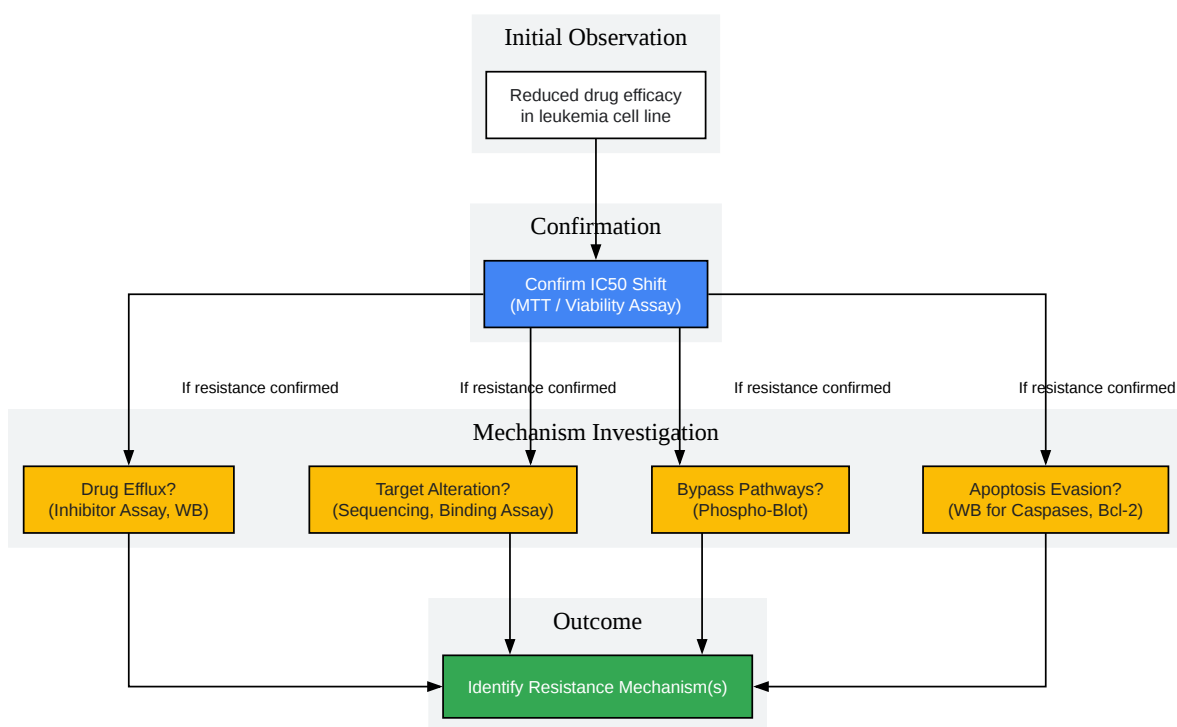 Initial Observation
Reduced drug efficacy
in leukemia cell line
Confirmation
Confirm IC50 Shift
(MTT / Viability Assay)
If resistance confirmed
If resistance confirmed
If resistance confirmed
If resistance confirmed
Mechanism Investigation
Drug Efflux?
(Inhibitor Assay, WB)
Target Alteration?
(Sequencing, Binding Assay)
Bypass Pathways?
(Phospho-Blot)
Apoptosis Evasion?
(WB for Caspases, Bcl-2)
Outcome
Identify Resistance Mechanism(s)